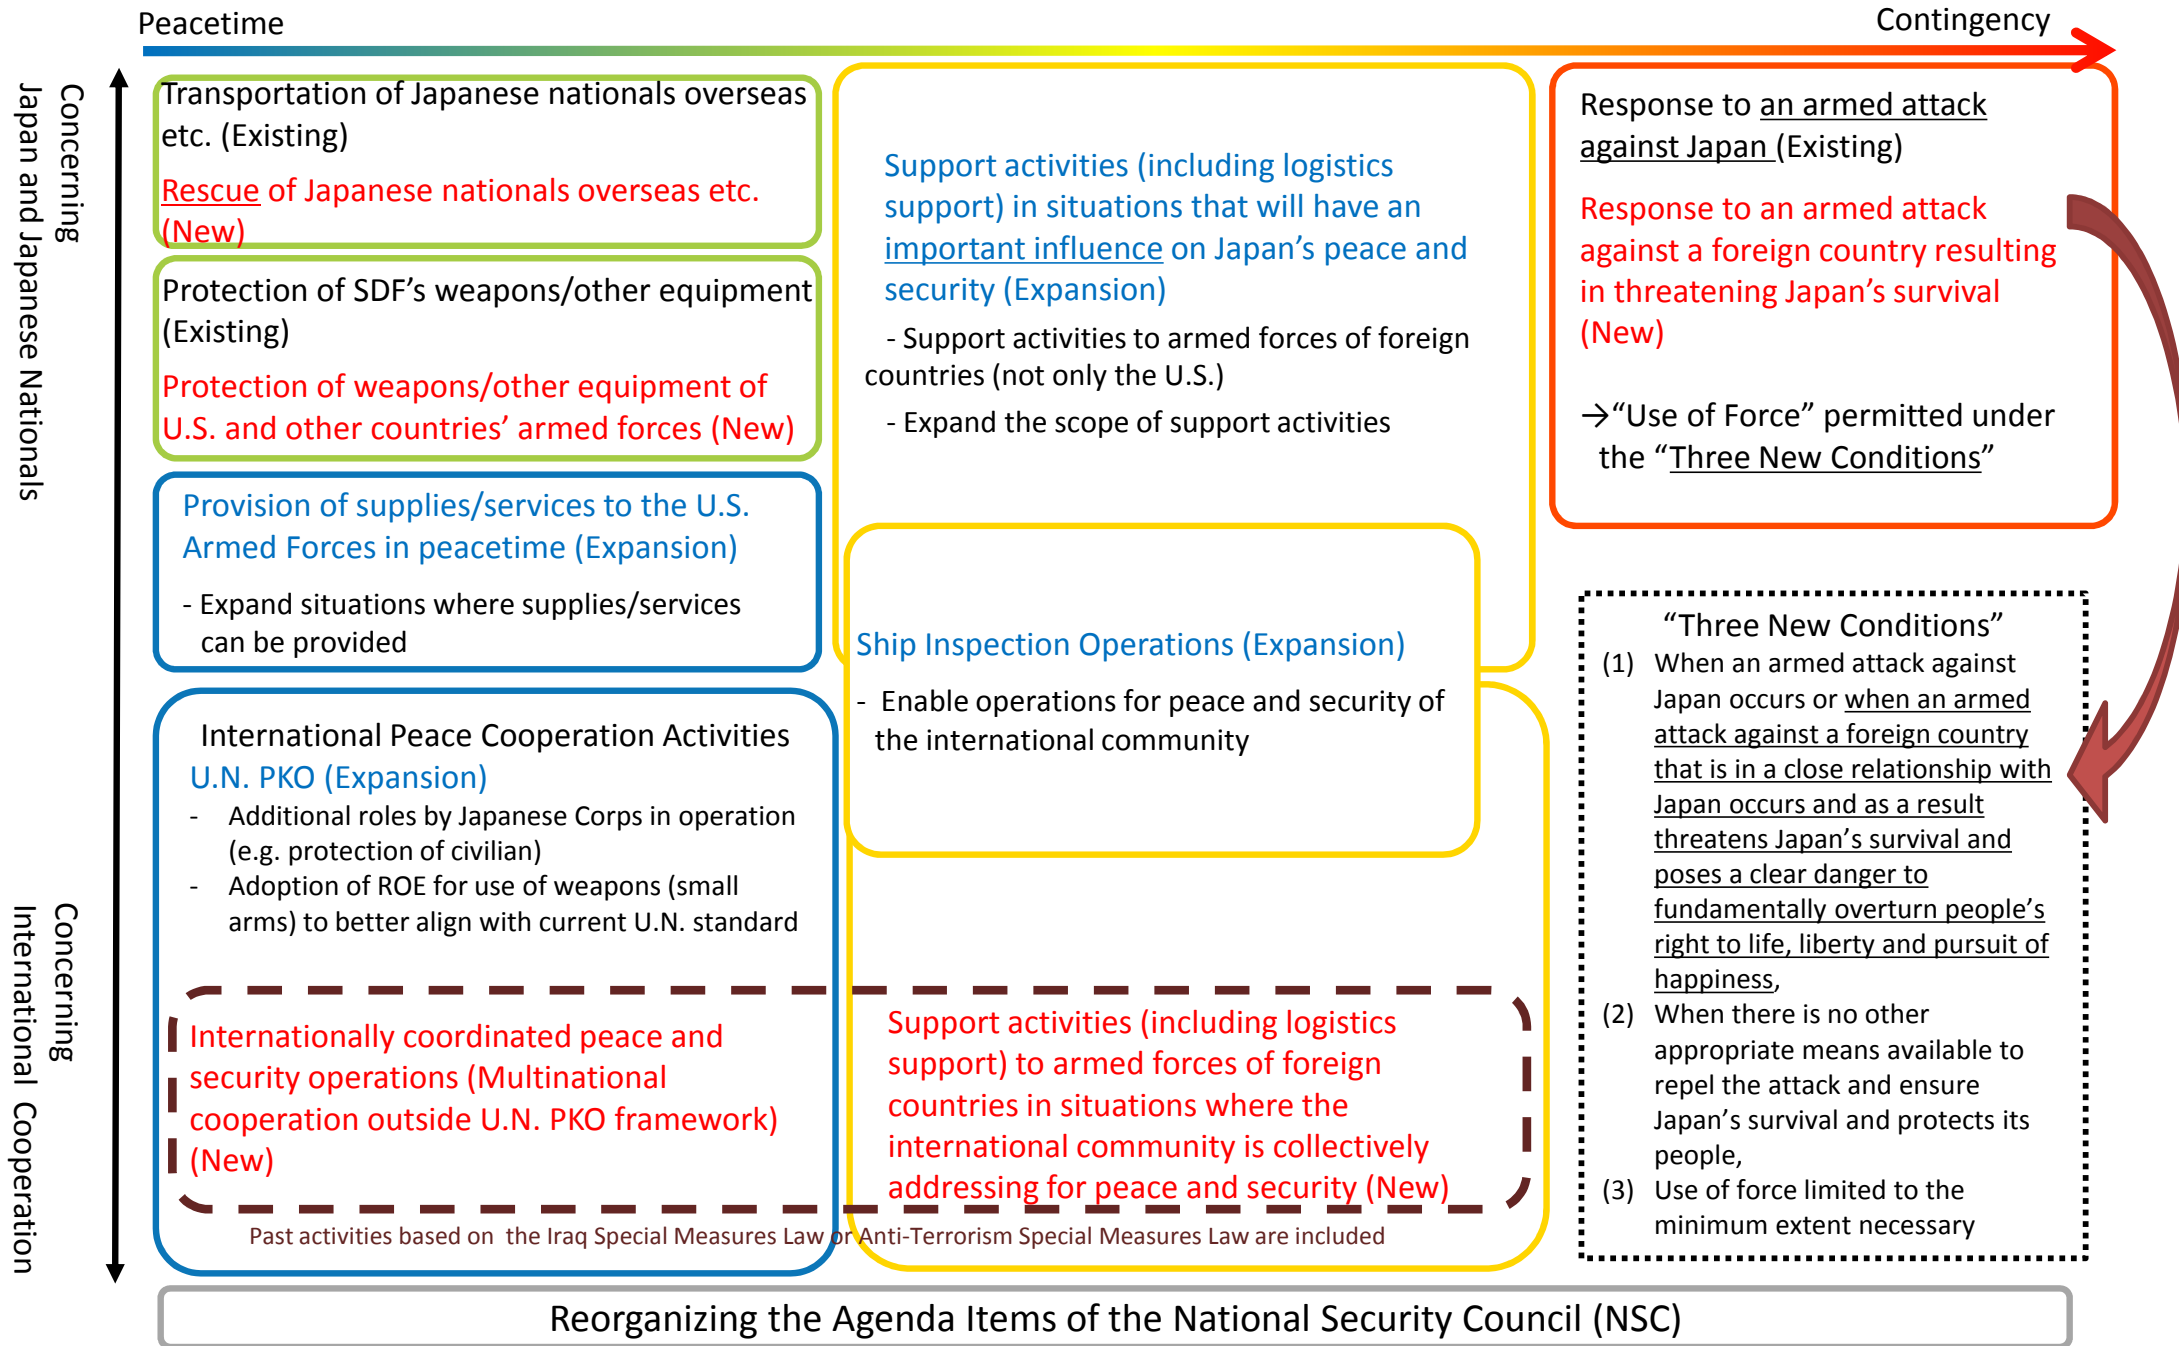 Peacetime
Contingency
Concerning
Japan and Japanese Nationals
Transportation of Japanese nationals overseas
etc. (Existing)
Rescue of Japanese nationals overseas etc.
(New)
Protection of SDF's weapons/other equipment
(Existing)
Protection of weapons/other equipment of
U.S. and other countries' armed forces (New)
Provision of supplies/services to the U.S.
Armed Forces in peacetime (Expansion)
- Expand situations where supplies/services
can be provided
Support activities (including logistics
support) in situations that will have an
important influence on Japan's peace and
security (Expansion)
- Support activities to armed forces of foreign
countries (not only the U.S.)
- Expand the scope of support activities
Response to an armed attack
against Japan (Existing)
Response to an armed attack
against a foreign country resulting
in threatening Japan's survival
(New)
→“Use of Force” permitted under
the “Three New Conditions”
Ship Inspection Operations (Expansion)
- Enable operations for peace and security of
the international community
Concerning
International Cooperation
International Peace Cooperation Activities
U.N. PKO (Expansion)
- Additional roles by Japanese Corps in operation
(e.g. protection of civilian)
- Adoption of ROE for use of weapons (small
arms) to better align with current U.N. standard
Internationally coordinated peace and
security operations (Multinational
cooperation outside U.N. PKO framework)
(New)
Support activities (including logistics
support) to armed forces of foreign
countries in situations where the
international community is collectively
addressing for peace and security (New)
Past activities based on the Iraq Special Measures Law or Anti-Terrorism Special Measures Law are included
“Three New Conditions”
(1) When an armed attack against
Japan occurs or when an armed
attack against a foreign country
that is in a close relationship with
Japan occurs and as a result
threatens Japan's survival and
poses a clear danger to
fundamentally overturn people's
right to life, liberty and pursuit of
happiness,
(2) When there is no other
appropriate means available to
repel the attack and ensure
Japan's survival and protects its
people,
(3) Use of force limited to the
minimum extent necessary
Reorganizing the Agenda Items of the National Security Council (NSC)